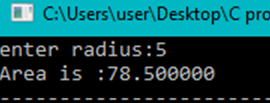 C:\Users\user\Desktop\C pro
enter radius:5
Area is :78.500000
--------------------------------